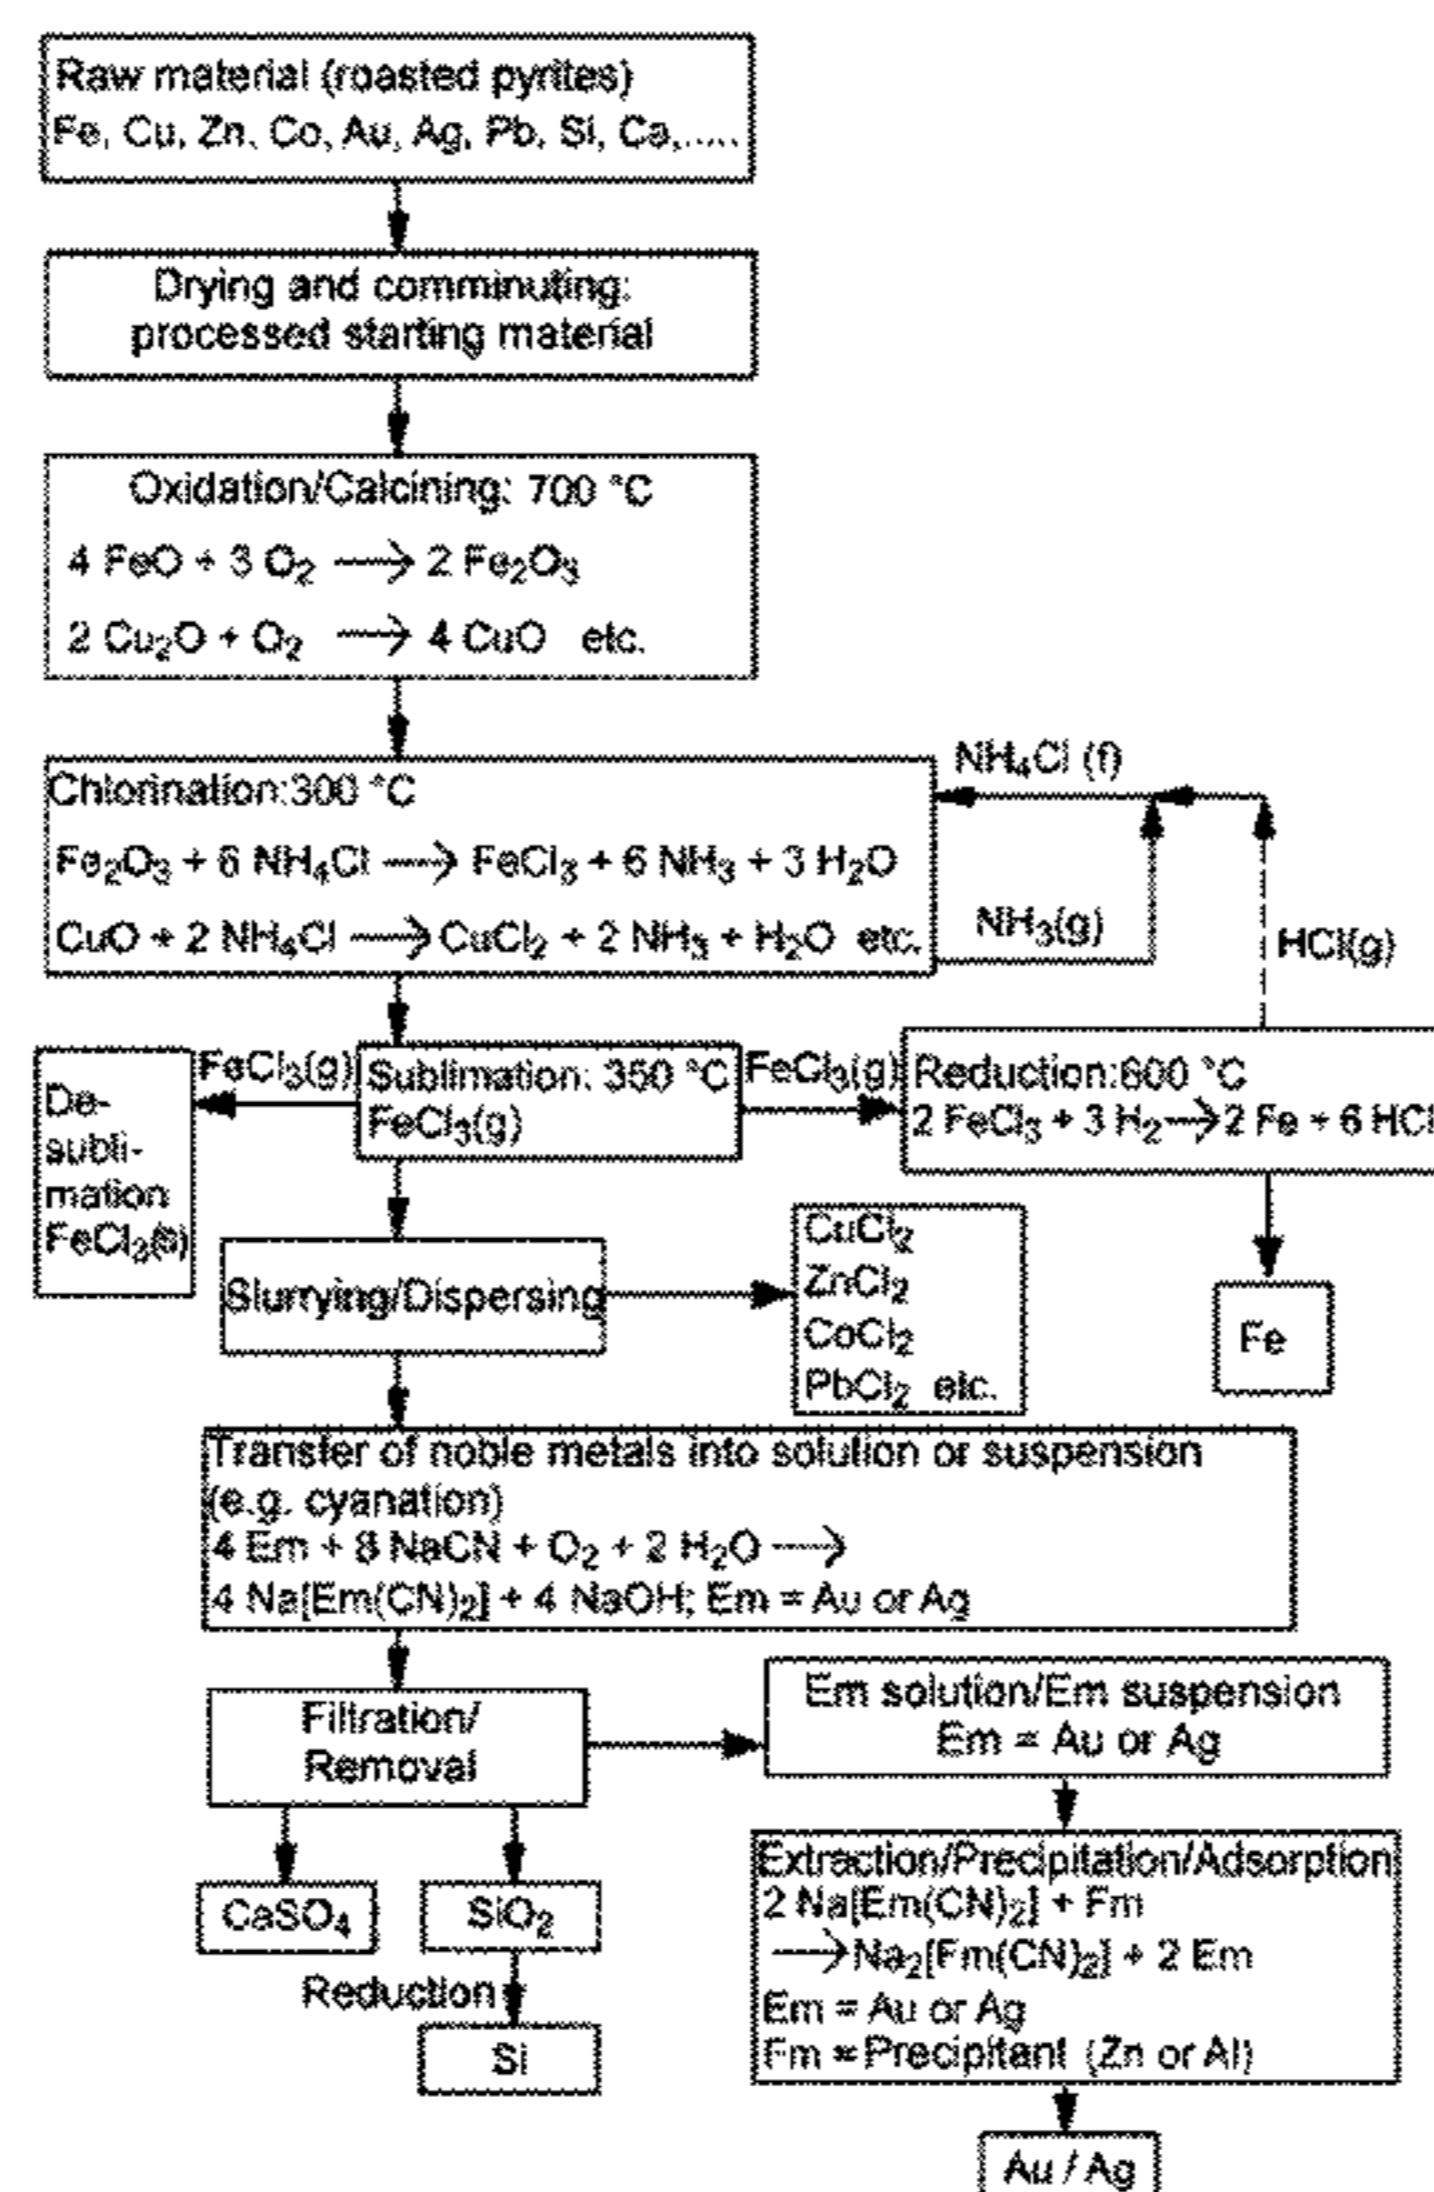 Raw material (roasted pyrites)
Fe, Cu, Zn, Co, Au, Ag, Pb, Si, Ca,.....
Drying and comminuting:
processed starting material
Oxidation/Calcining: 700 °C
4 FeO + 3 O₂ ⟶ 2 Fe₂O₃
2 Cu₂O + O₂ ⟶ 4 CuO etc.
Chlorination:300 °C
Fe₂O₃ + 6 NH₄Cl ⟶ FeCl₃ + 6 NH₃ + 3 H₂O
CuO + 2 NH₄Cl ⟶ CuCl₂ + 2 NH₃ + H₂O etc.
NH₄Cl (f)
NH₃(g)
HCl(g)
De-
subli-
mation
FeCl₃(s)
FeCl₃(g)
Sublimation: 350 °C
FeCl₃(g)
FeCl₃(g)
Reduction:600 °C
2 FeCl₃ + 3 H₂ ⟶ 2 Fe + 6 HCl
Fe
Slurrying/Dispersing
CuCl₂
ZnCl₂
CoCl₂
PbCl₂ etc.
Transfer of noble metals into solution or suspension
(e.g. cyanation)
4 Em + 8 NaCN + O₂ + 2 H₂O ⟶
4 Na[Em(CN)₂] + 4 NaOH; Em = Au or Ag
Filtration/
Removal
Em solution/Em suspension
Em = Au or Ag
CaSO₄
SiO₂
Reduction
Si
Extraction/Precipitation/Adsorption
2 Na[Em(CN)₂] + Fm
⟶ Na₂[Fm(CN)₂] + 2 Em
Em = Au or Ag
Fm = Precipitant (Zn or Al)
Au / Ag